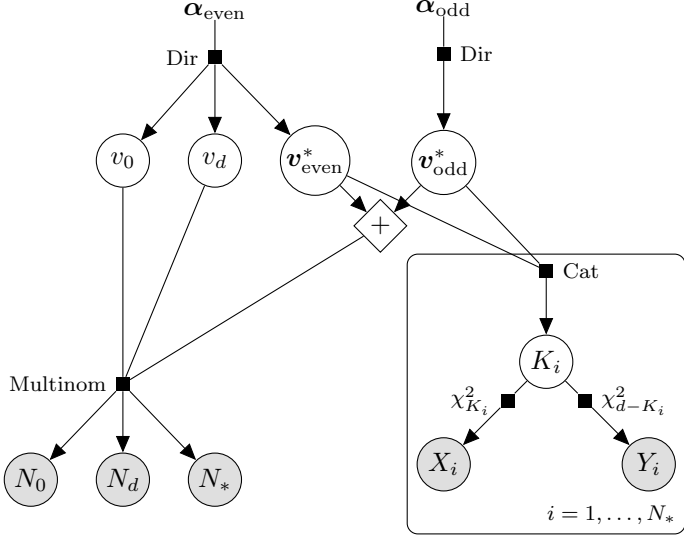 α_even
α_odd
Dir
Dir
v_0
v_d
v*_even
v*_odd
+
Cat
K_i
Multinom
χ²_{K_i}
χ²_{d−K_i}
X_i
Y_i
N_0
N_d
N_*
i = 1, . . . , N_*